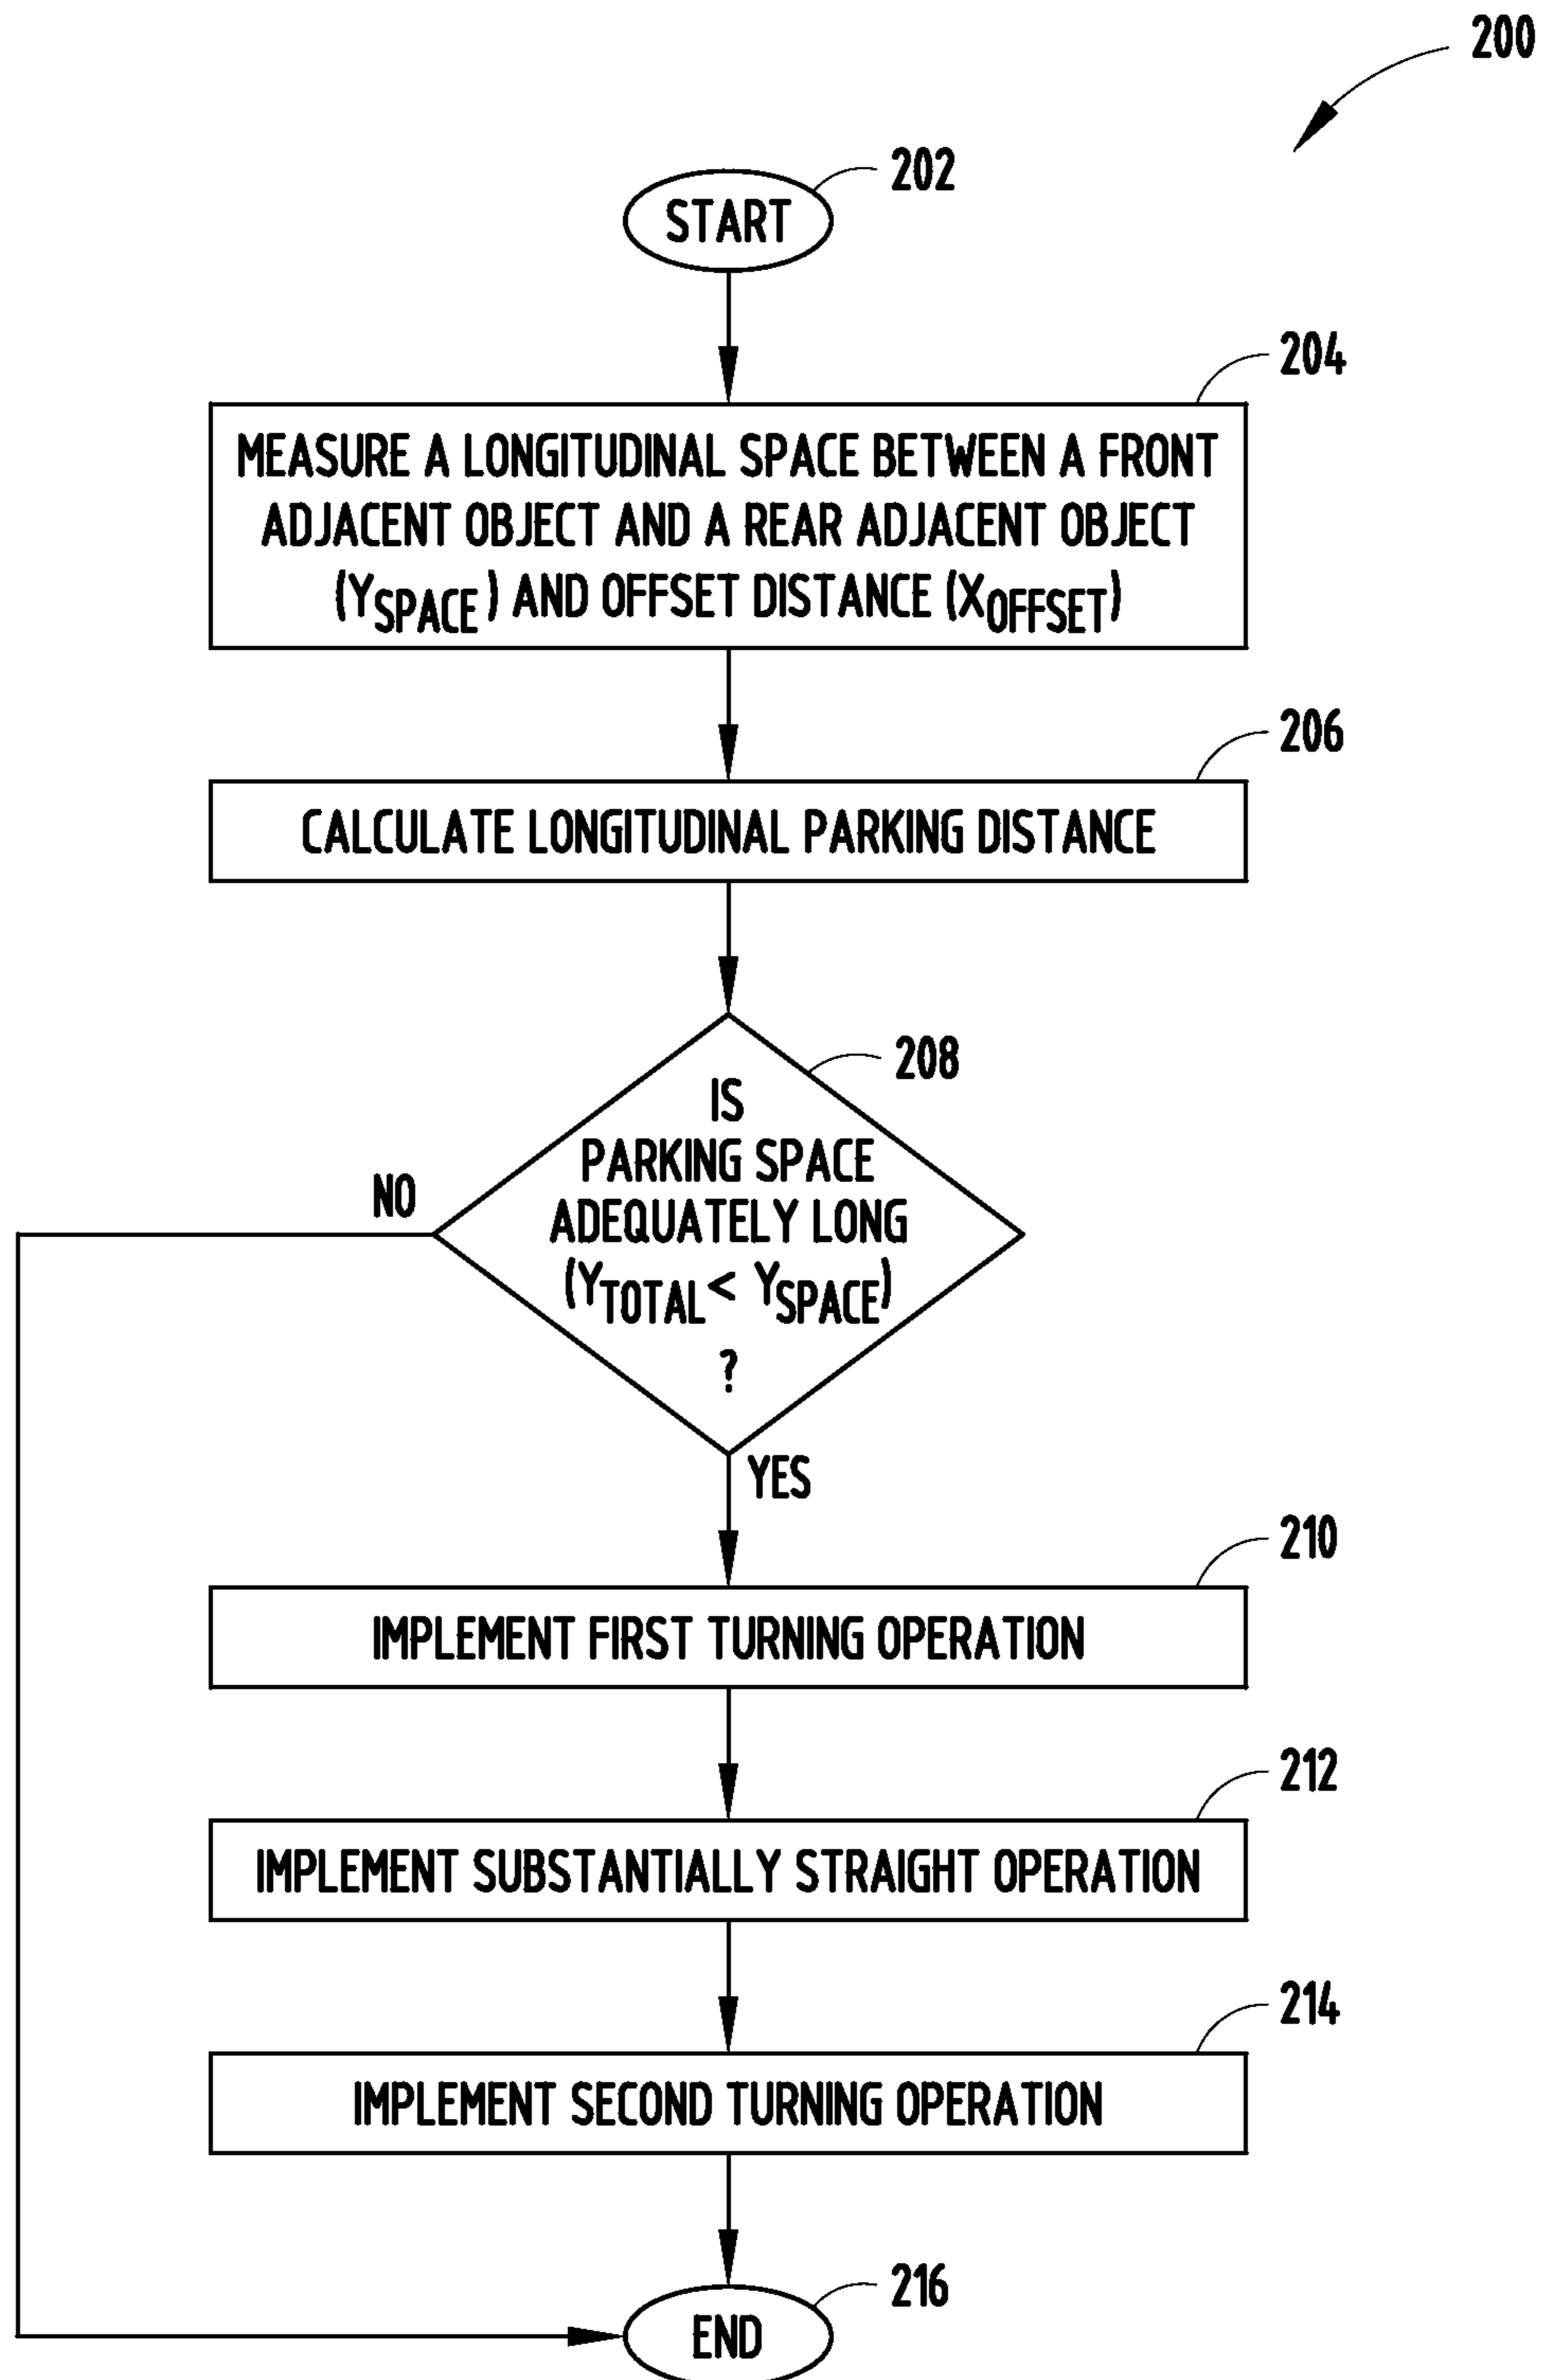 200
202
START
204
MEASURE A LONGITUDINAL SPACE BETWEEN A FRONT
ADJACENT OBJECT AND A REAR ADJACENT OBJECT
(YSPACE) AND OFFSET DISTANCE (XOFFSET)
206
CALCULATE LONGITUDINAL PARKING DISTANCE
208
IS
PARKING SPACE
ADEQUATELY LONG
(YTOTAL < YSPACE)
?
NO
YES
210
IMPLEMENT FIRST TURNING OPERATION
212
IMPLEMENT SUBSTANTIALLY STRAIGHT OPERATION
214
IMPLEMENT SECOND TURNING OPERATION
216
END